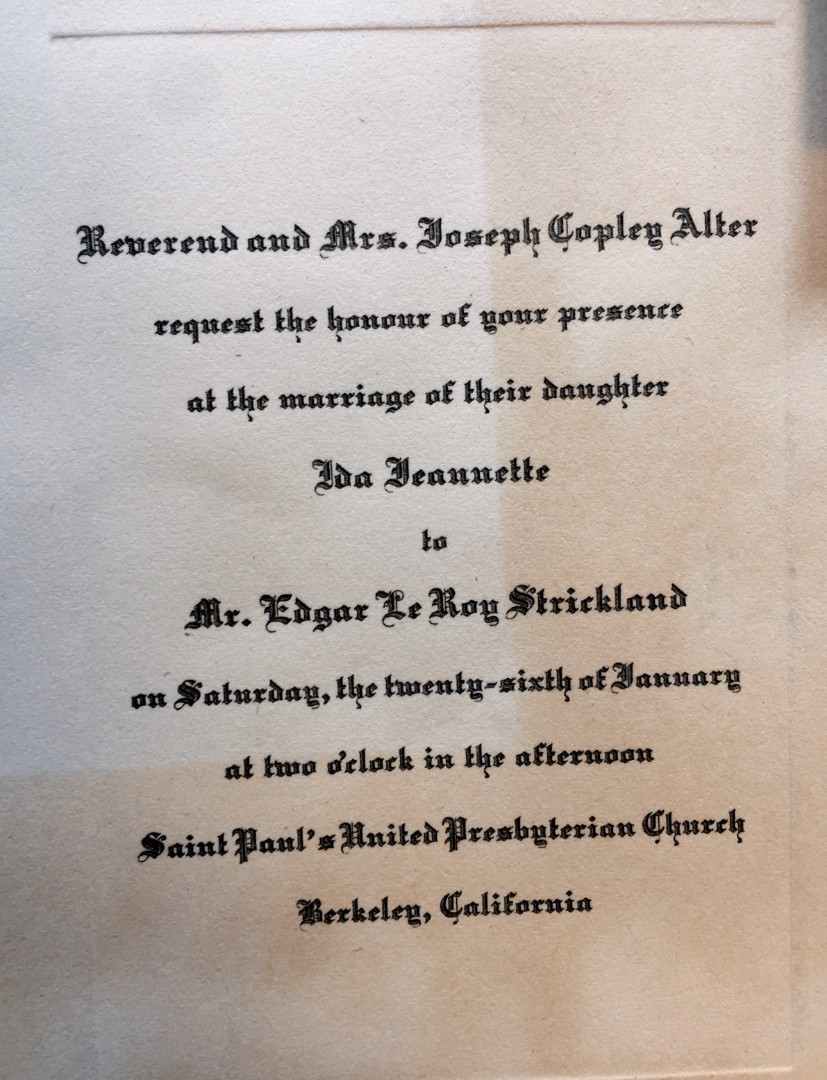 Reverend and Mrs. Joseph Copley Alter
request the honour of your presence
at the marriage of their daughter
Ida Jeannette
to
Mr. Edgar Le Roy Strickland
on Saturday, the twenty-sixth of January
at two o'clock in the afternoon
Saint Paul's United Presbyterian Church
Berkeley, California